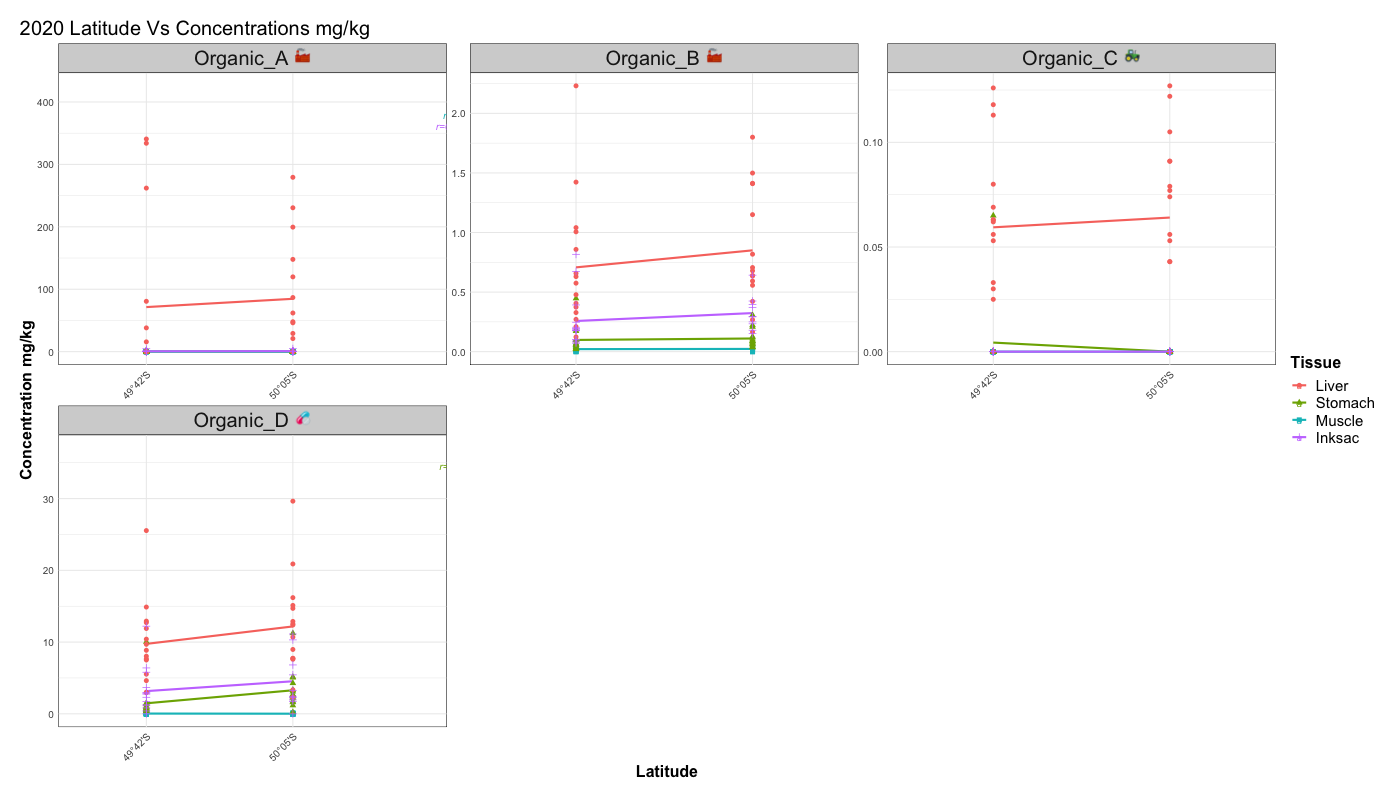 2020 Latitude Vs Concentrations mg/kg
Organic_A
Organic_B
Organic_C
400
300
200
100
0
r=
2.0
1.5
1.0
0.5
0.0
0.10
0.05
0.00
49°42'S
50°05'S
49°42'S
50°05'S
49°42'S
50°05'S
Organic_D
30
20
10
0
r=
49°42'S
50°05'S
Concentration mg/kg
Latitude
Tissue
Liver
Stomach
Muscle
Inksac